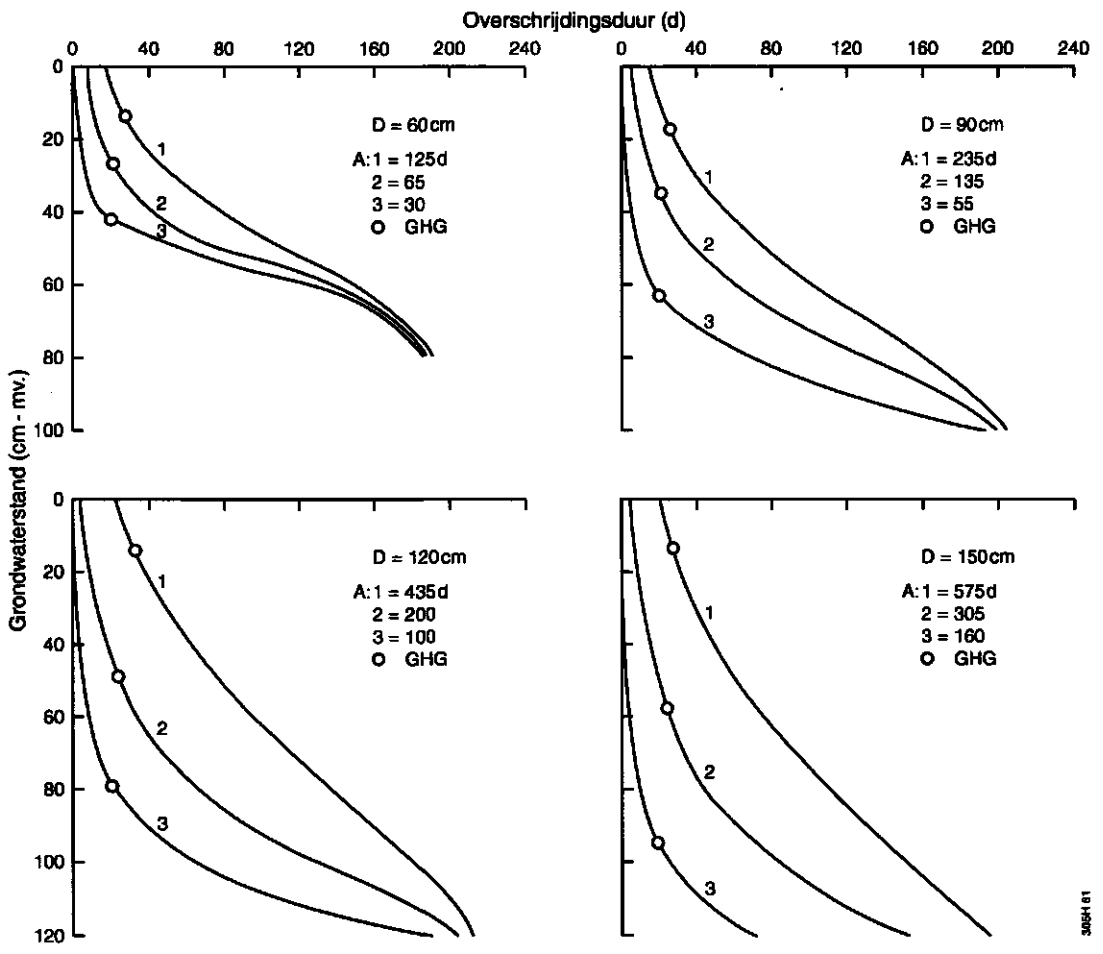 Overschrijdingsduur (d)
0 40 80 120 160 200 240
0 40 80 120 160 200 240
0
20
40
60
80
100
D = 60cm
A: 1 = 125d
2 = 65
3 = 30
GHG
1
2
3
D = 90cm
A: 1 = 235d
2 = 135
3 = 55
GHG
1
2
3
Grondwaterstand (cm - mv.)
0
20
40
60
80
100
120
D = 120cm
A: 1 = 435d
2 = 200
3 = 100
GHG
1
2
3
D = 150cm
A: 1 = 575d
2 = 305
3 = 160
GHG
1
2
3
305H 61